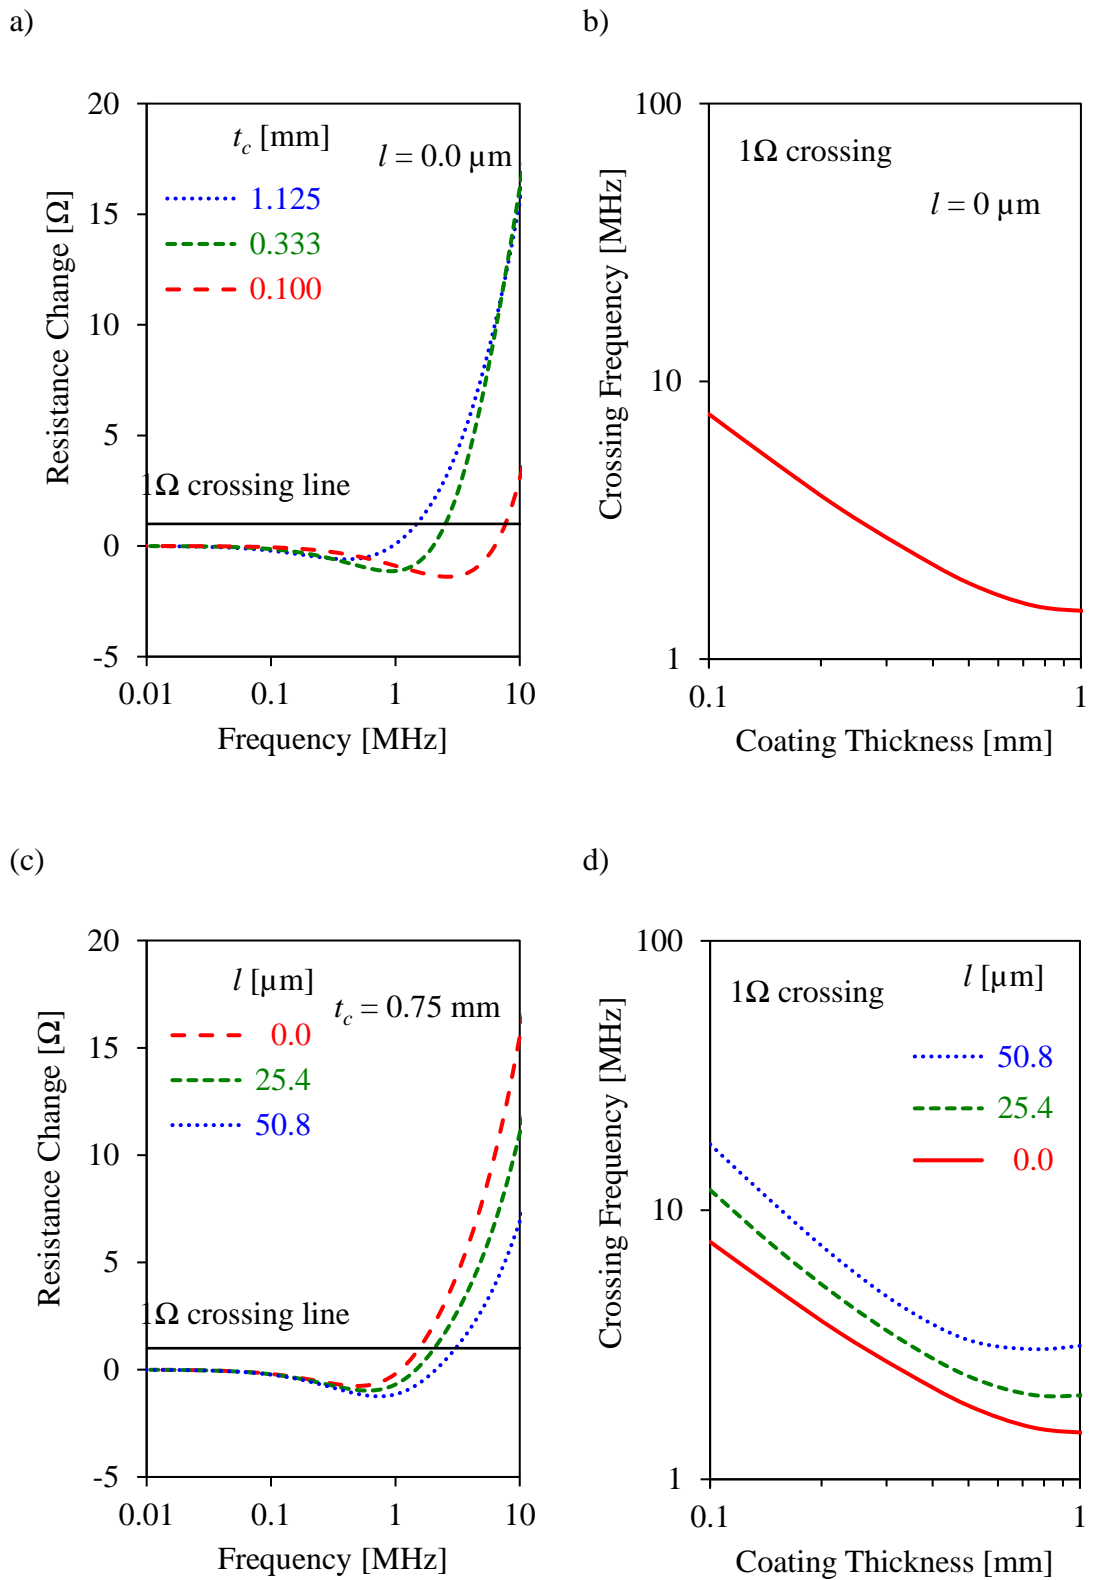 a)
20
15
10
5
0
-5
0.01
0.1
1
10
Resistance Change [Ω]
Frequency [MHz]
t_c [mm]
l = 0.0 µm
1.125
0.333
0.100
1Ω crossing line
b)
100
10
1
0.1
1
Crossing Frequency [MHz]
Coating Thickness [mm]
1Ω crossing
l = 0 µm
(c)
20
15
10
5
0
-5
0.01
0.1
1
10
Resistance Change [Ω]
Frequency [MHz]
l [µm]
t_c = 0.75 mm
0.0
25.4
50.8
1Ω crossing line
d)
100
10
1
0.1
1
Crossing Frequency [MHz]
Coating Thickness [mm]
1Ω crossing
l [µm]
50.8
25.4
0.0